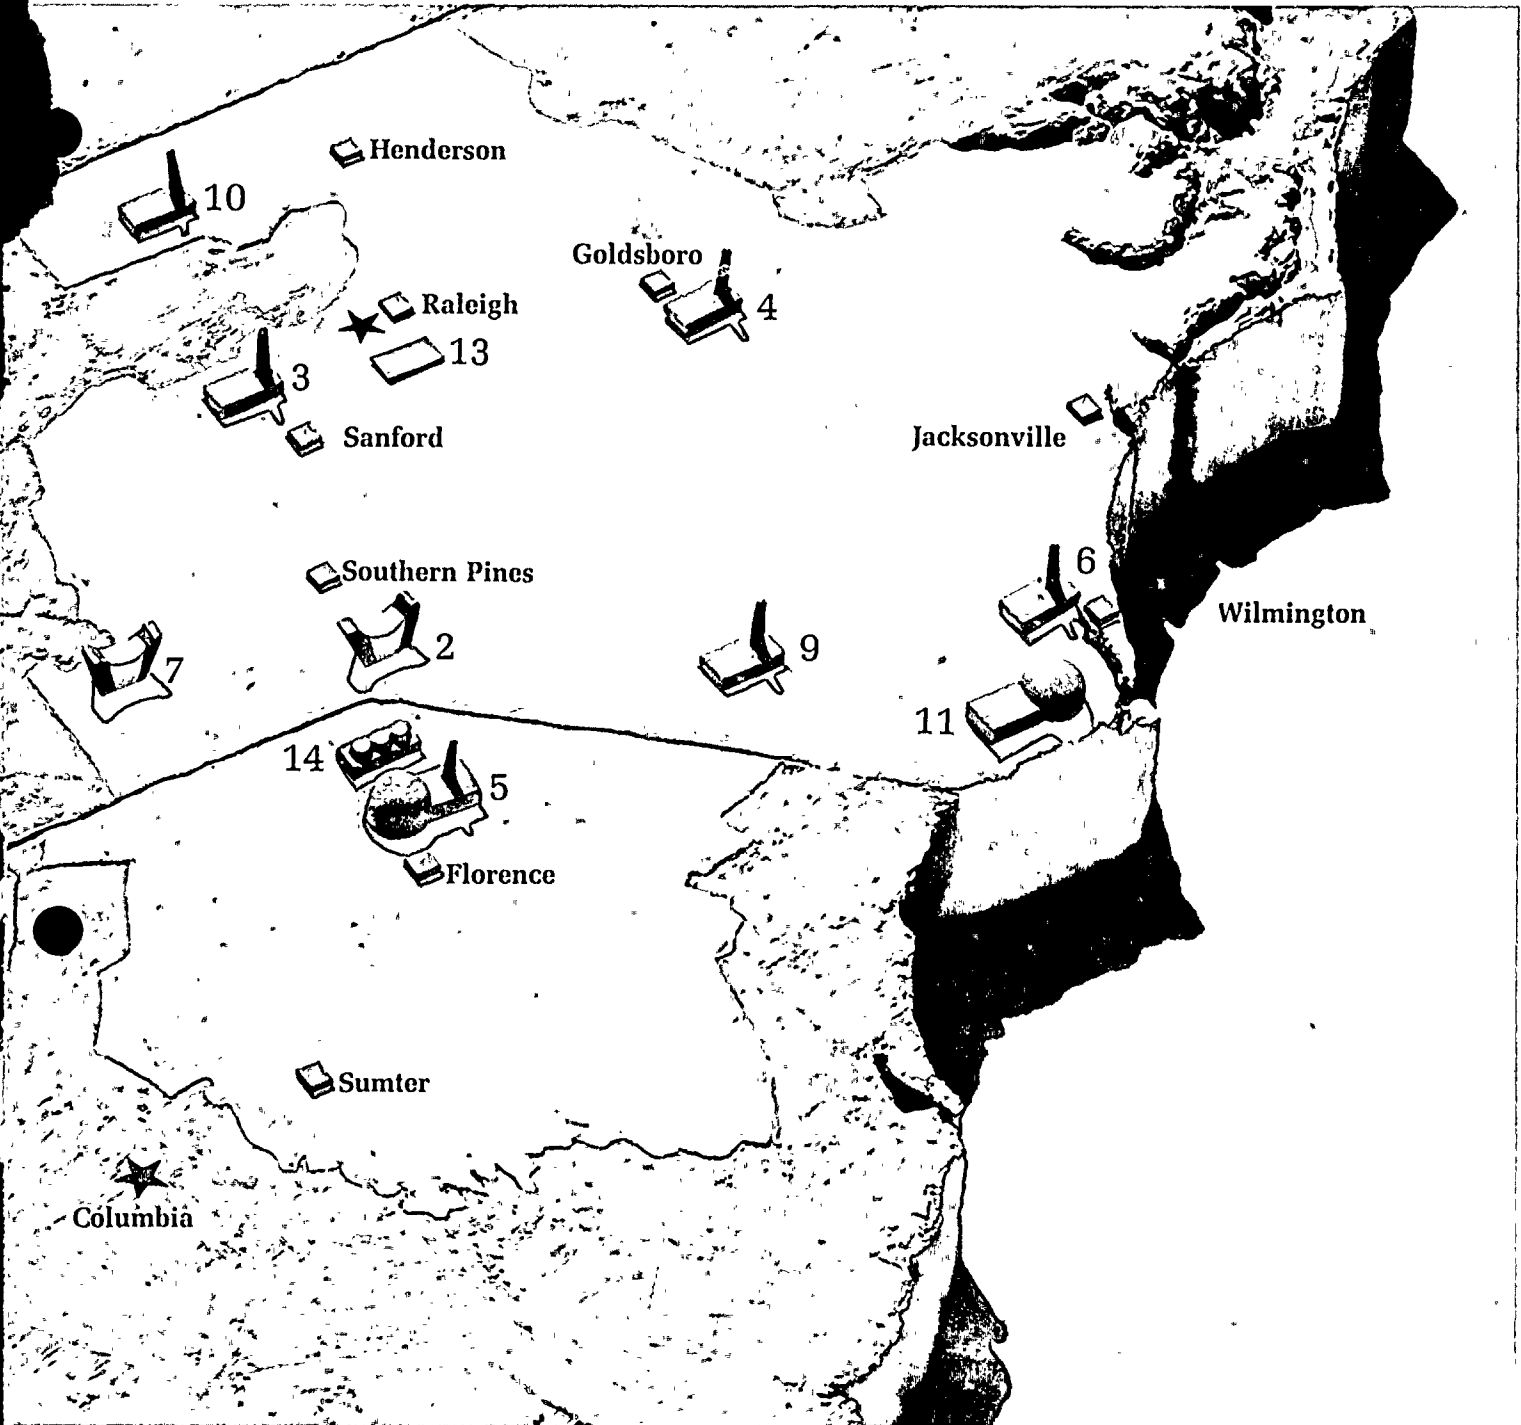 Henderson
10
Goldsboro
4
Raleigh
13
3
Sanford
Jacksonville
Southern Pines
6
Wilmington
2
9
7
11
14
5
Florence
Sumter
Columbia